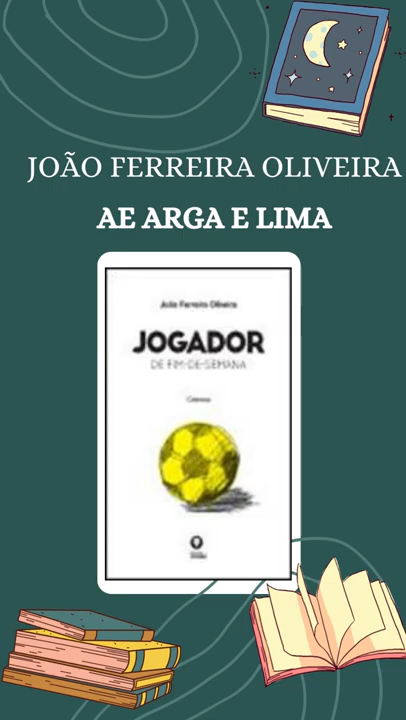 JOÃO FERREIRA OLIVEIRA
AE ARGA E LIMA
João Ferreira Oliveira
JOGADOR
DE FIM-DE-SEMANA